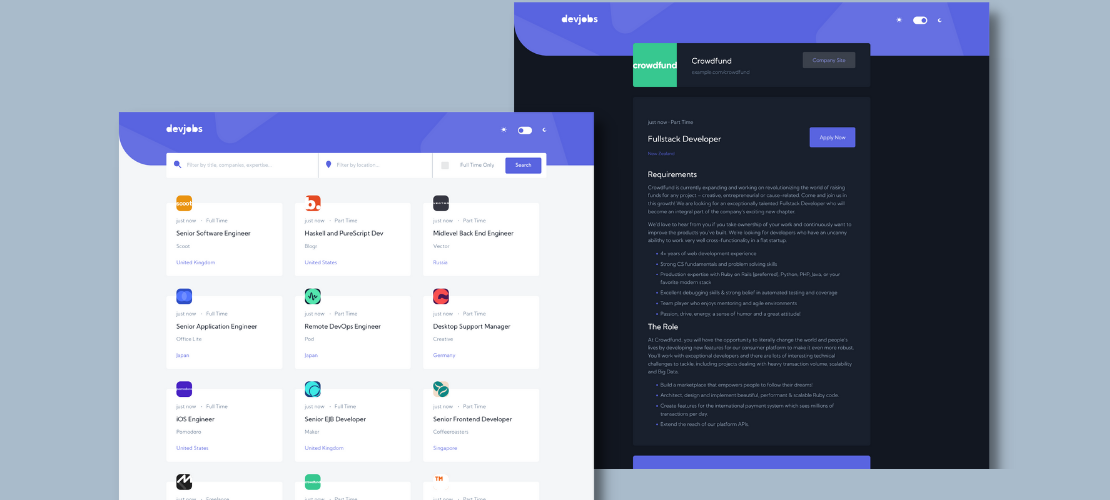 devjobs
Filter by title, companies, expertise...
Filter by location...
Full Time Only
Search
scoot
just now · Full Time
Senior Software Engineer
Scoot
United Kingdom
b.
just now · Part Time
Haskell and PureScript Dev
Blogr
United States
just now · Part Time
Midlevel Back End Engineer
Vector
Russia
just now · Full Time
Senior Application Engineer
Office Lite
Japan
just now · Part Time
Remote DevOps Engineer
Pod
Japan
just now · Part Time
Desktop Support Manager
Creative
Germany
just now · Full Time
iOS Engineer
Pomodoro
United States
just now · Full Time
Senior EJB Developer
Maker
United Kingdom
just now · Part Time
Senior Frontend Developer
Coffeeroasters
Singapore
just now · Freelance
just now · Full Time
TM
just now · Part Time
devjobs
crowdfund
Crowdfund
example.com/crowdfund
Company Site
just now · Part Time
Fullstack Developer
New Zealand
Apply Now
Requirements
Crowdfund is currently expanding and working on revolutionizing the world of raising
funds for any project – creative, entrepreneurial or cause-related. Come and join us in
this growth! We are looking for an exceptionally talented Fullstack Developer who will
become an integral part of the company's exciting new chapter.
We'd love to hear from you if you take ownership of your work and continuously want to
improve the products you've built. We're looking for developers who have an uncanny
ability to work very well cross-functionality in a flat startup.
• 4+ years of web development experience
• Strong CS fundamentals and problem solving skills
• Production expertise with Ruby on Rails (preferred), Python, PHP, Java, or your
favorite modern stack
• Excellent debugging skills & strong belief in automated testing and coverage
• Team player who enjoys mentoring and agile environments
• Passion, drive, energy, a sense of humor and a great attitude!
The Role
At Crowdfund, you will have the opportunity to literally change the world and people's
lives by developing new features for our consumer platform to make it even more robust.
You'll work with exceptional developers and there are lots of interesting technical
challenges to tackle, including projects dealing with heavy transaction volume, scalability
and Big Data.
• Build a marketplace that empowers people to follow their dreams!
• Architect, design and implement beautiful, performant & scalable Ruby code.
• Create features for the international payment system which sees millions of
transactions per day.
• Extend the reach of our platform APIs.